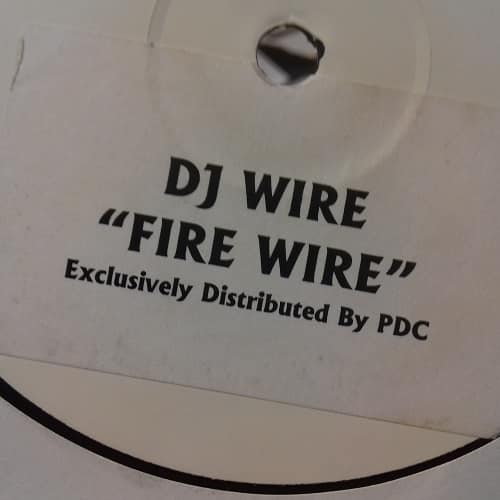 DJ WIRE
“FIRE WIRE”
Exclusively Distributed By PDC